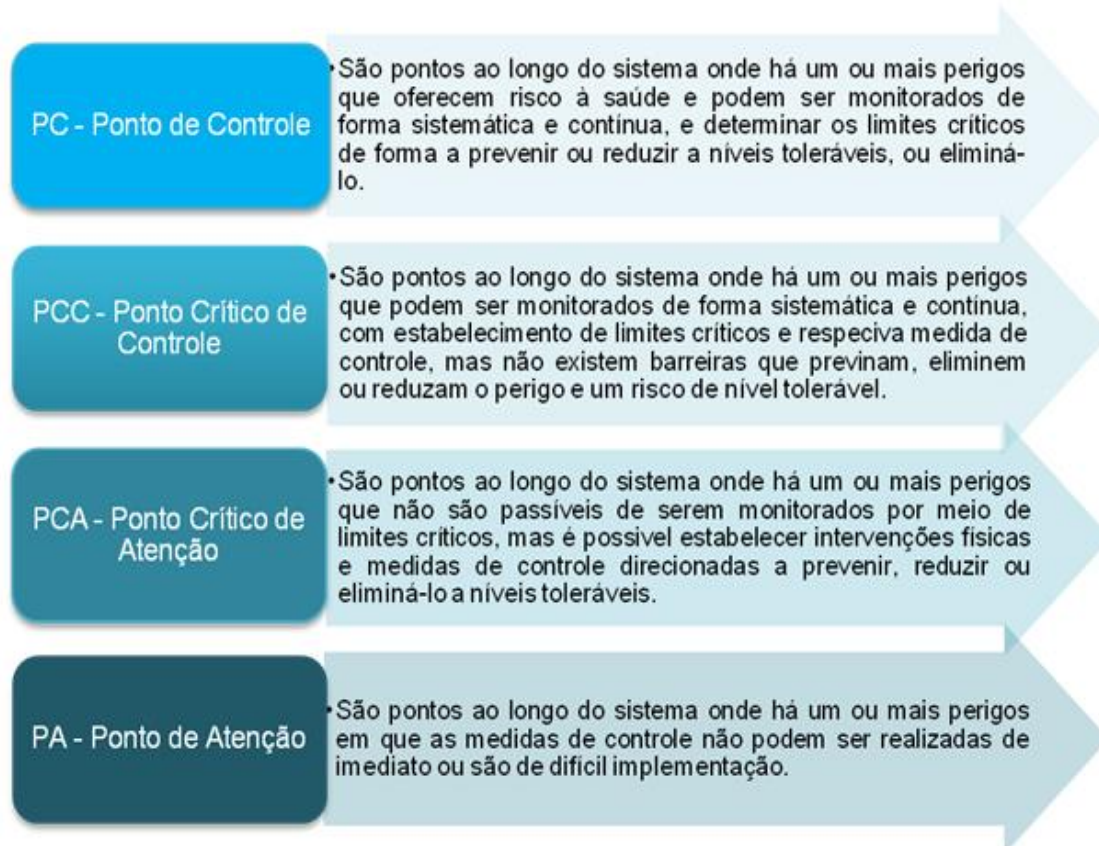 PC - Ponto de Controle
•São pontos ao longo do sistema onde há um ou mais perigos
que oferecem risco à saúde e podem ser monitorados de
forma sistemática e contínua, e determinar os limites críticos
de forma a prevenir ou reduzir a níveis toleráveis, ou eliminá-
lo.
PCC - Ponto Crítico de
Controle
•São pontos ao longo do sistema onde há um ou mais perigos
que podem ser monitorados de forma sistemática e contínua,
com estabelecimento de limites críticos e respeciva medida de
controle, mas não existem barreiras que previnam, eliminem
ou reduzam o perigo e um risco de nível tolerável.
PCA - Ponto Crítico de
Atenção
•São pontos ao longo do sistema onde há um ou mais perigos
que não são passíveis de serem monitorados por meio de
limites críticos, mas é possivel estabelecer intervenções físicas
e medidas de controle direcionadas a prevenir, reduzir ou
eliminá-lo a níveis toleráveis.
PA - Ponto de Atenção
•São pontos ao longo do sistema onde há um ou mais perigos
em que as medidas de controle não podem ser realizadas de
imediato ou são de difícil implementação.